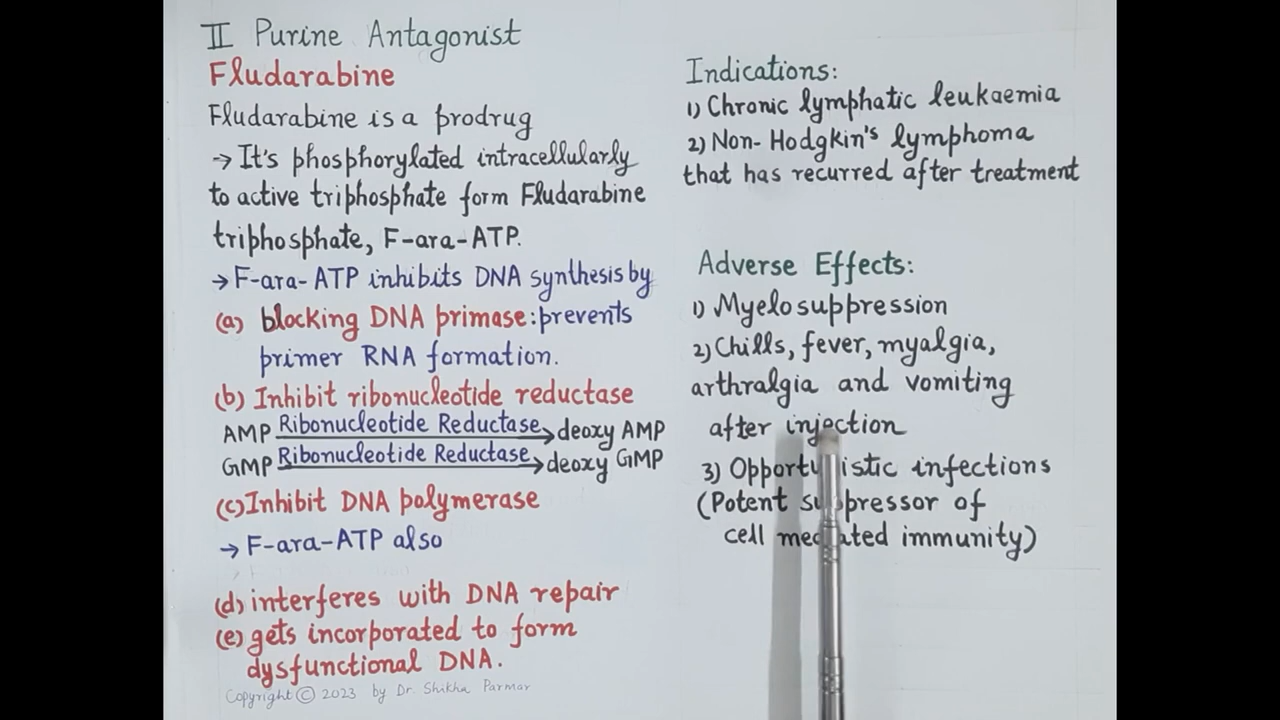 II Purine Antagonist
Fludarabine
Fludarabine is a prodrug
→ It's phosphorylated intracellularly
to active triphosphate form Fludarabine
triphosphate, F-ara-ATP.
→ F-ara-ATP inhibits DNA synthesis by
(a) blocking DNA primase: prevents
primer RNA formation.
(b) Inhibit ribonucleotide reductase
AMP Ribonucleotide Reductase → deoxy AMP
GMP Ribonucleotide Reductase → deoxy GMP
(c) Inhibit DNA polymerase
→ F-ara-ATP also
(d) interferes with DNA repair
(e) gets incorporated to form
dysfunctional DNA.
Copyright © 2023 by Dr. Shikha Parmar
Indications:
1) Chronic lymphatic leukaemia
2) Non-Hodgkin's lymphoma
that has recurred after treatment
Adverse Effects:
1) Myelosuppression
2) Chills, fever, myalgia,
arthralgia and vomiting
after injection
3) Opportunistic infections
(Potent suppressor of
cell mediated immunity)